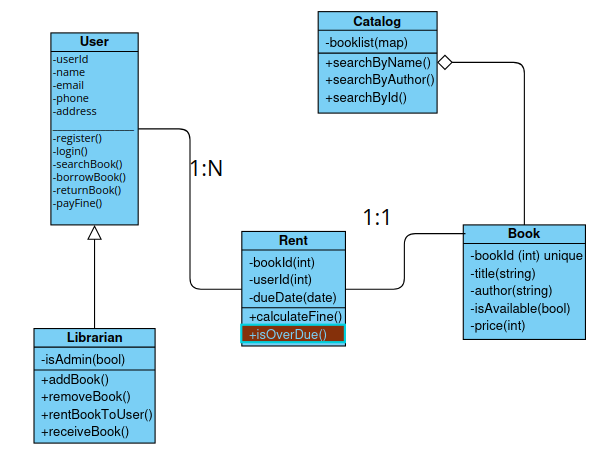 Catalog
-booklist(map)
+searchByName()
+searchByAuthor()
+searchById()
User
-userId
-name
-email
-phone
-address
-register()
-login()
-searchBook()
-borrowBook()
-returnBook()
-payFine()
1:N
1:1
Rent
-bookId(int)
-userId(int)
-dueDate(date)
+calculateFine()
+isOverDue()
Book
-bookId (int) unique
-title(string)
-author(string)
-isAvailable(bool)
-price(int)
Librarian
-isAdmin(bool)
+addBook()
+removeBook()
+rentBookToUser()
+receiveBook()